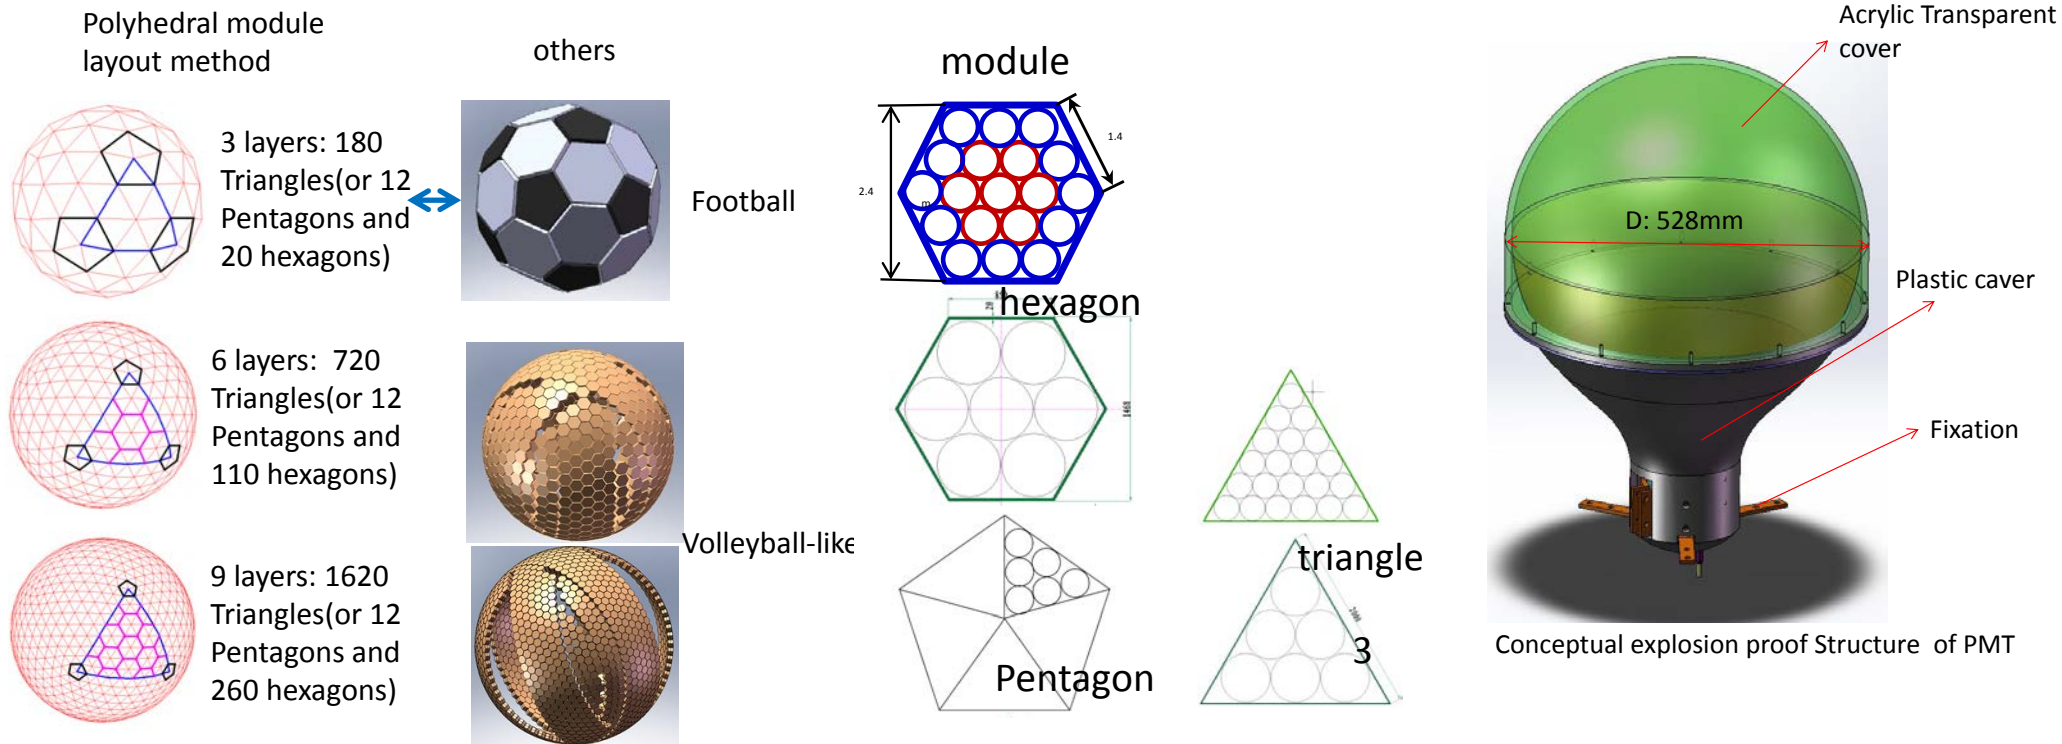 Polyhedral module
layout method
3 layers: 180
Triangles(or 12
Pentagons and
20 hexagons)
6 layers:  720
Triangles(or 12
Pentagons and
110 hexagons)
9 layers: 1620
Triangles(or 12
Pentagons and
260 hexagons)
others
Football
Volleyball-like
module
2.4
m
1.4
hexagon
20
1468
Pentagon
triangle
2000
3
Acrylic Transparent
cover
D: 528mm
Plastic caver
Fixation
Conceptual explosion proof Structure  of PMT